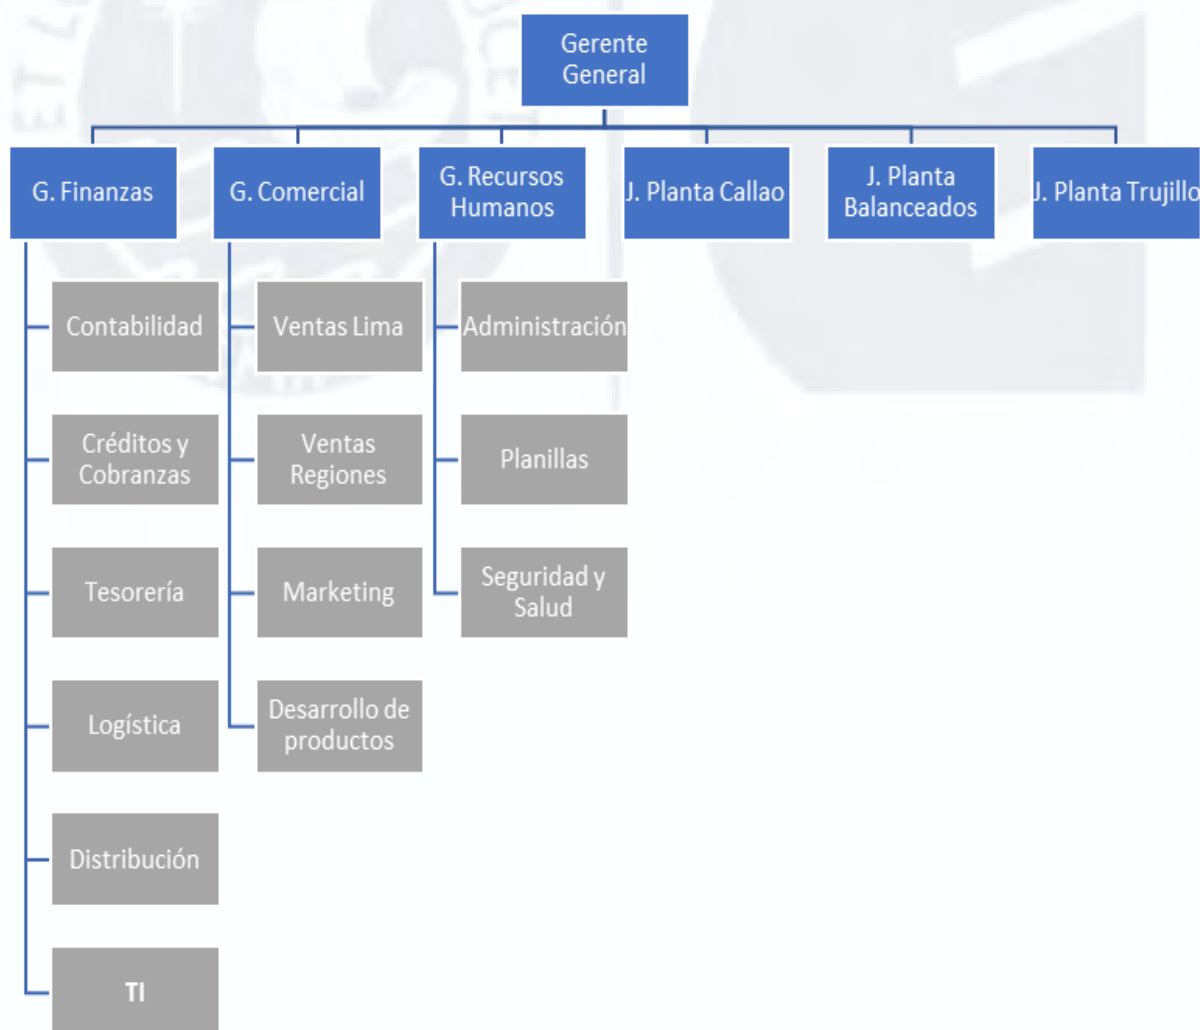 Gerente
General
G. Finanzas
G. Comercial
G. Recursos
Humanos
J. Planta Callao
J. Planta
Balanceados
J. Planta Trujillo
Contabilidad
Créditos y
Cobranzas
Tesorería
Logística
Distribución
TI
Ventas Lima
Ventas
Regiones
Marketing
Desarrollo de
productos
Administración
Planillas
Seguridad y
Salud